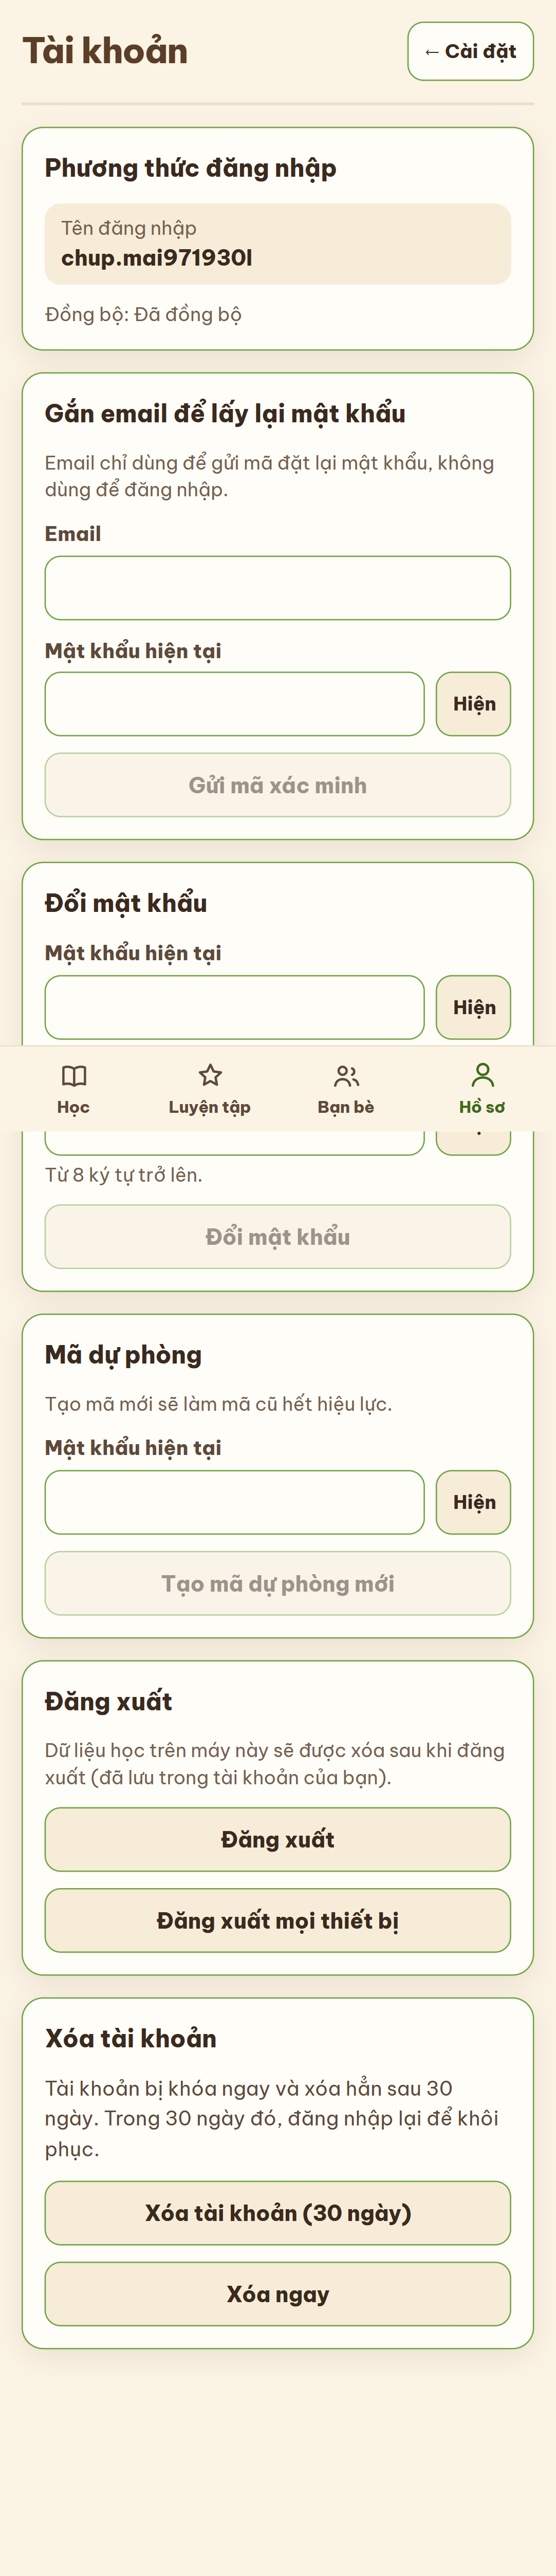 Tài khoản
← Cài đặt
Phương thức đăng nhập
Tên đăng nhập
chup.mai971930l
Đồng bộ: Đã đồng bộ
Gắn email để lấy lại mật khẩu
Email chỉ dùng để gửi mã đặt lại mật khẩu, không
dùng để đăng nhập.
Email
Mật khẩu hiện tại
Hiện
Gửi mã xác minh
Đổi mật khẩu
Mật khẩu hiện tại
Hiện
Học
Luyện tập
Bạn bè
Hồ sơ
Từ 8 ký tự trở lên.
Đổi mật khẩu
Mã dự phòng
Tạo mã mới sẽ làm mã cũ hết hiệu lực.
Mật khẩu hiện tại
Hiện
Tạo mã dự phòng mới
Đăng xuất
Dữ liệu học trên máy này sẽ được xóa sau khi đăng
xuất (đã lưu trong tài khoản của bạn).
Đăng xuất
Đăng xuất mọi thiết bị
Xóa tài khoản
Tài khoản bị khóa ngay và xóa hẳn sau 30
ngày. Trong 30 ngày đó, đăng nhập lại để khôi
phục.
Xóa tài khoản (30 ngày)
Xóa ngay